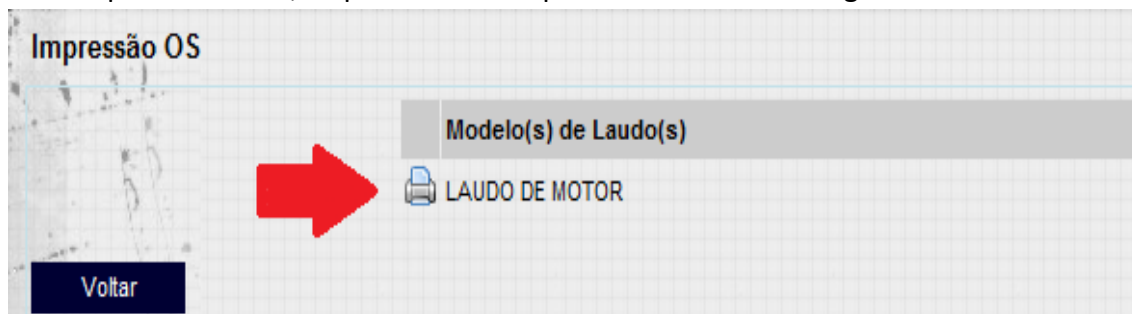 Impressão OS
Modelo(s) de Laudo(s)
LAUDO DE MOTOR
Voltar